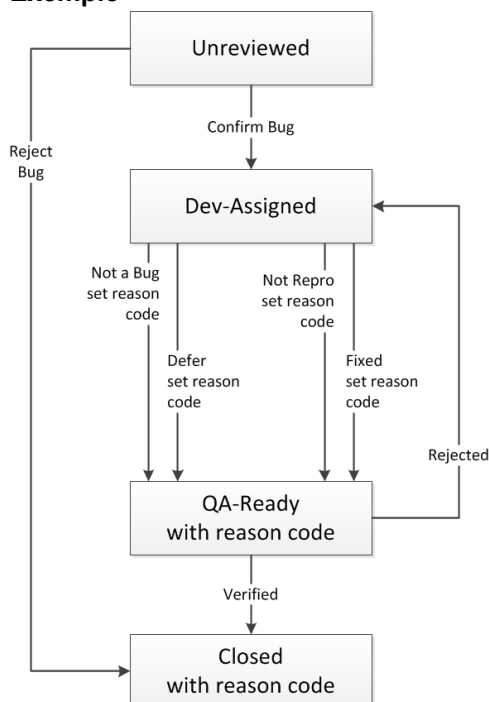 Example
Unreviewed
Confirm Bug
Reject
Bug
Dev-Assigned
Not a Bug
set reason
code
Not Repro
set reason
code
Defer
set reason
code
Fixed
set reason
code
Rejected
QA-Ready
with reason code
Verified
Closed
with reason code